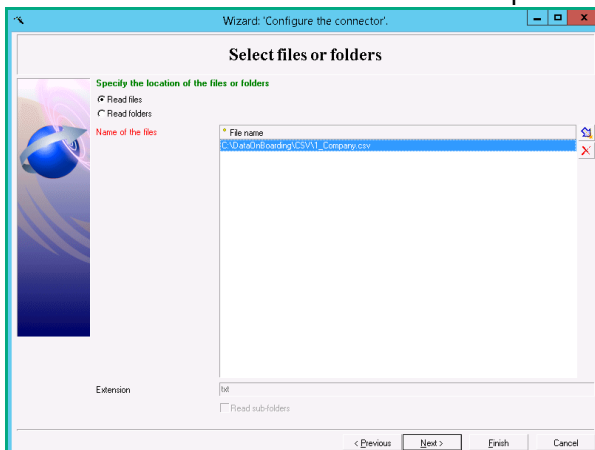 Wizard: 'Configure the connector'.
Select files or folders
Specify the location of the files or folders
Read files
Read folders
Name of the files
File name
C:\DataOnBoarding\CSV\1_Company.csv
Extension
txt
Read sub-folders
< Previous
Next >
Finish
Cancel